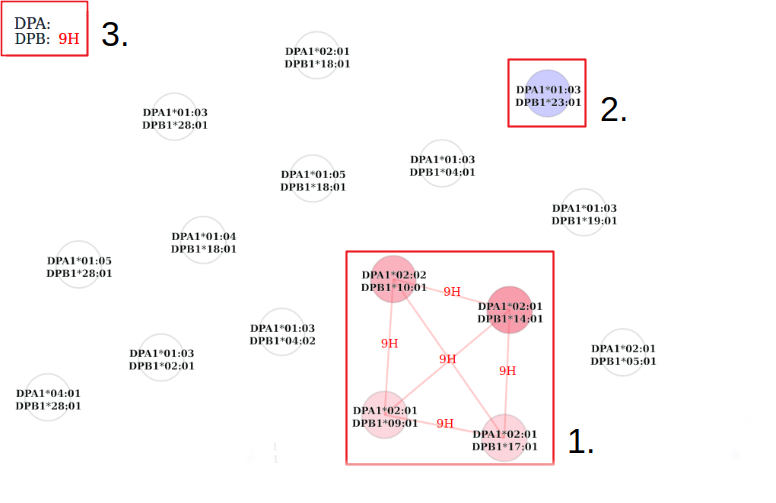 DPA:
DPB: 9H
3.
DPA1*02:01
DPB1*18:01
DPA1*01:03
DPB1*23:01
2.
DPA1*01:03
DPB1*28:01
DPA1*01:05
DPB1*18:01
DPA1*01:03
DPB1*04:01
DPA1*01:03
DPB1*19:01
DPA1*01:04
DPB1*18:01
DPA1*01:05
DPB1*28:01
DPA1*02:02
DPB1*10:01
9H
DPA1*02:01
DPB1*14:01
DPA1*01:03
DPB1*04:02
9H
9H
9H
DPA1*01:03
DPB1*02:01
DPA1*02:01
DPB1*05:01
DPA1*04:01
DPB1*28:01
DPA1*02:01
DPB1*09:01
9H
DPA1*02:01
DPB1*17:01
1.